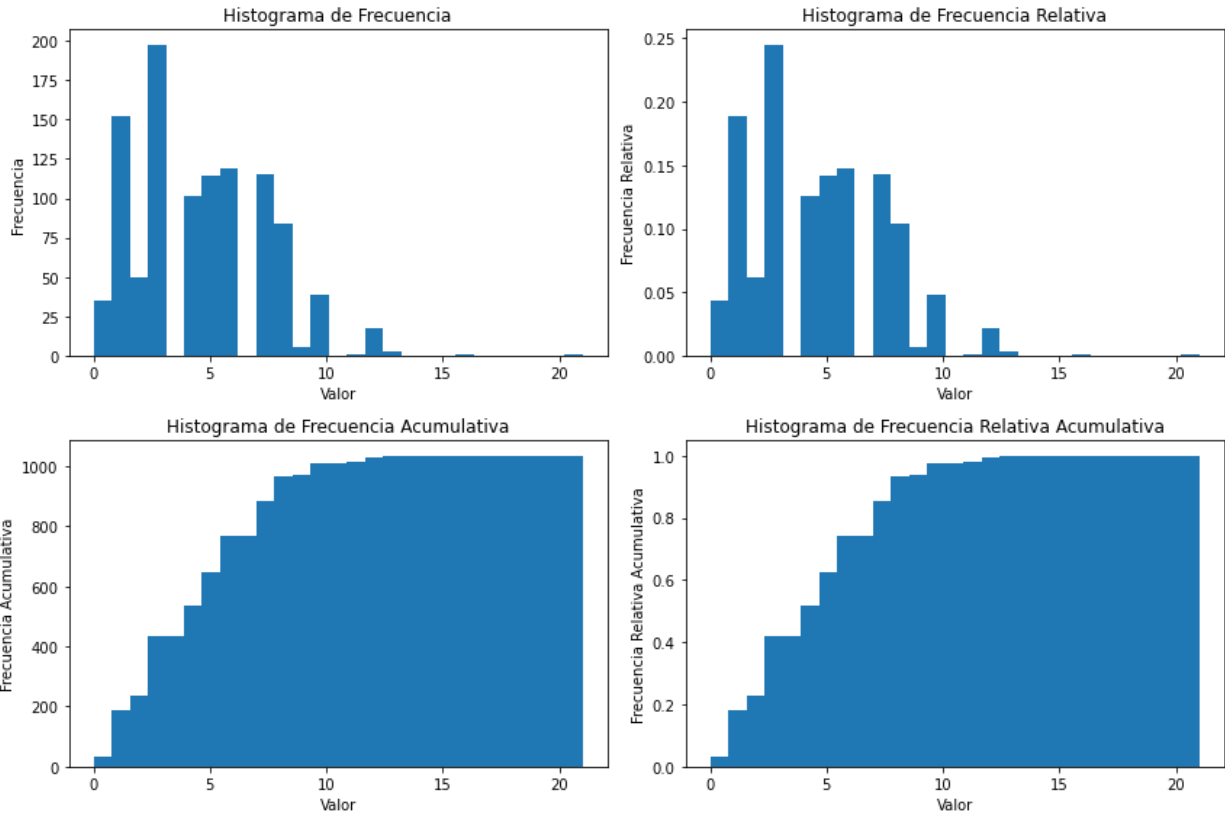 Histograma de Frecuencia
200
175
150
125
100
75
50
25
0
Frecuencia
0 5 10 15 20
Valor
Histograma de Frecuencia Relativa
0.25
0.20
0.15
0.10
0.05
0.00
Frecuencia Relativa
0 5 10 15 20
Valor
Histograma de Frecuencia Acumulativa
1000
800
600
400
200
0
Frecuencia Acumulativa
0 5 10 15 20
Valor
Histograma de Frecuencia Relativa Acumulativa
1.0
0.8
0.6
0.4
0.2
0.0
Frecuencia Relativa Acumulativa
0 5 10 15 20
Valor